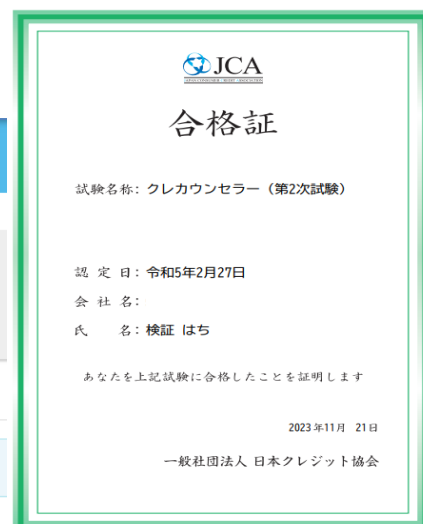 JCA
JAPAN CONSUMER CREDIT ASSOCIATION
合格証
試験名称: クレカウンセラー（第2次試験）
認 定 日: 令和5年2月27日
会 社 名:
氏　　名: 検証 はち
あなたを上記試験に合格したことを証明します
2023年11月 21日
一般社団法人 日本クレジット協会